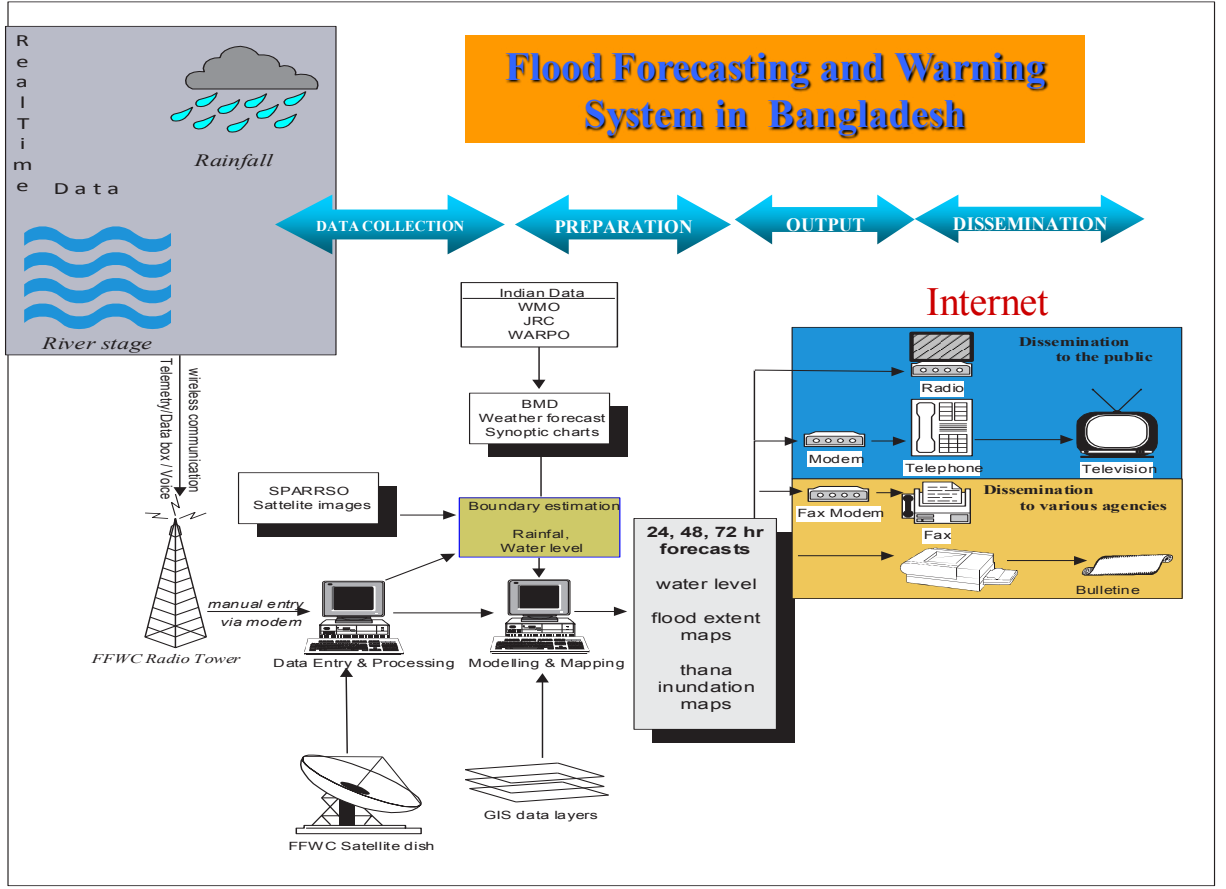 Flood Forecasting and Warning
System in Bangladesh
RealTime
Data
Rainfall
River stage
DATA COLLECTION
PREPARATION
OUTPUT
DISSEMINATION
Indian Data
WMO
JRC
WARPO
BMD
Weather forecast
Synoptic charts
wireless communication
Telemetry/Data box / Voice
SPARRSO
Sattelite images
Boundary estimation
Rainfal,
Water level
manual entry
via modem
FFWC Radio Tower
Data Entry & Processing
Modelling & Mapping
FFWC Satellite dish
GIS data layers
24, 48, 72 hr
forecasts
water level
flood extent
maps
thana
inundation
maps
Internet
Dissemination
to the public
Radio
Modem
Telephone
Television
Dissemination
to various agencies
Fax Modem
Fax
Bulletine